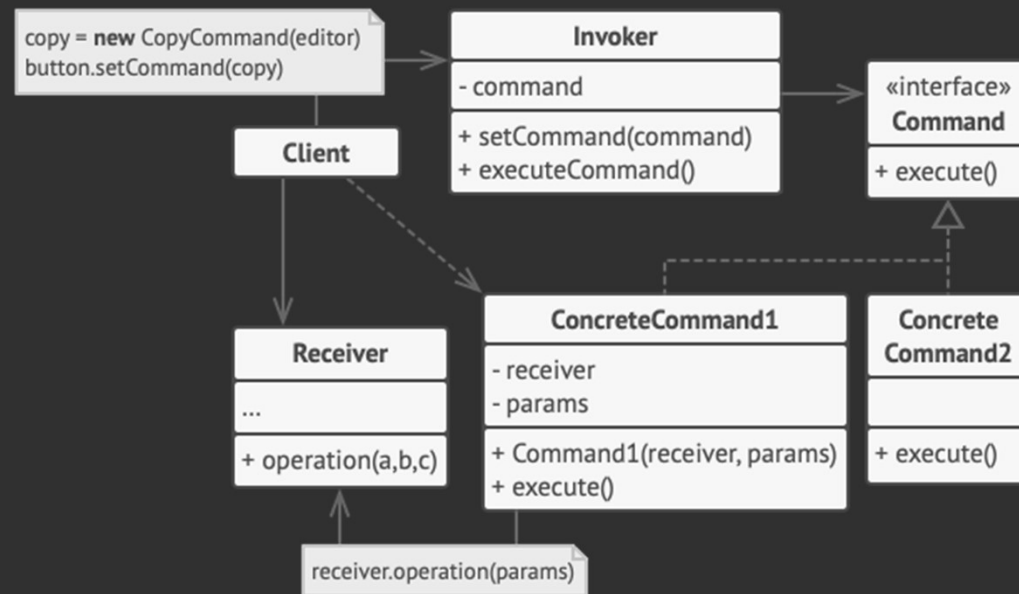 copy = new CopyCommand(editor)
button.setCommand(copy)
Invoker
- command
+ setCommand(command)
+ executeCommand()
«interface»
Command
+ execute()
Client
Receiver
...
+ operation(a,b,c)
ConcreteCommand1
- receiver
- params
+ Command1(receiver, params)
+ execute()
Concrete
Command2
+ execute()
receiver.operation(params)